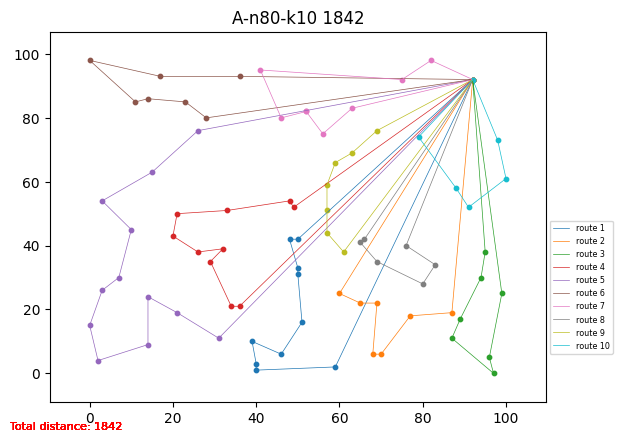 A-n80-k10 1842
100
80
60
40
20
0
0 20 40 60 80 100
route 1
route 2
route 3
route 4
route 5
route 6
route 7
route 8
route 9
route 10
Total distance: 1842